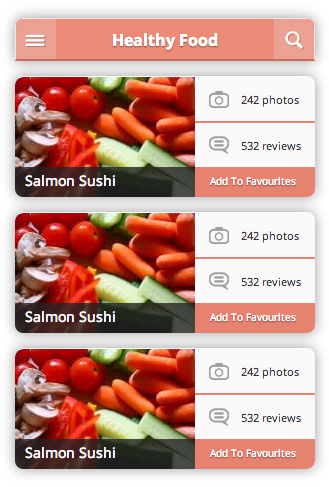 Healthy Food
242 photos
532 reviews
Salmon Sushi
Add To Favourites
242 photos
532 reviews
Salmon Sushi
Add To Favourites
242 photos
532 reviews
Salmon Sushi
Add To Favourites